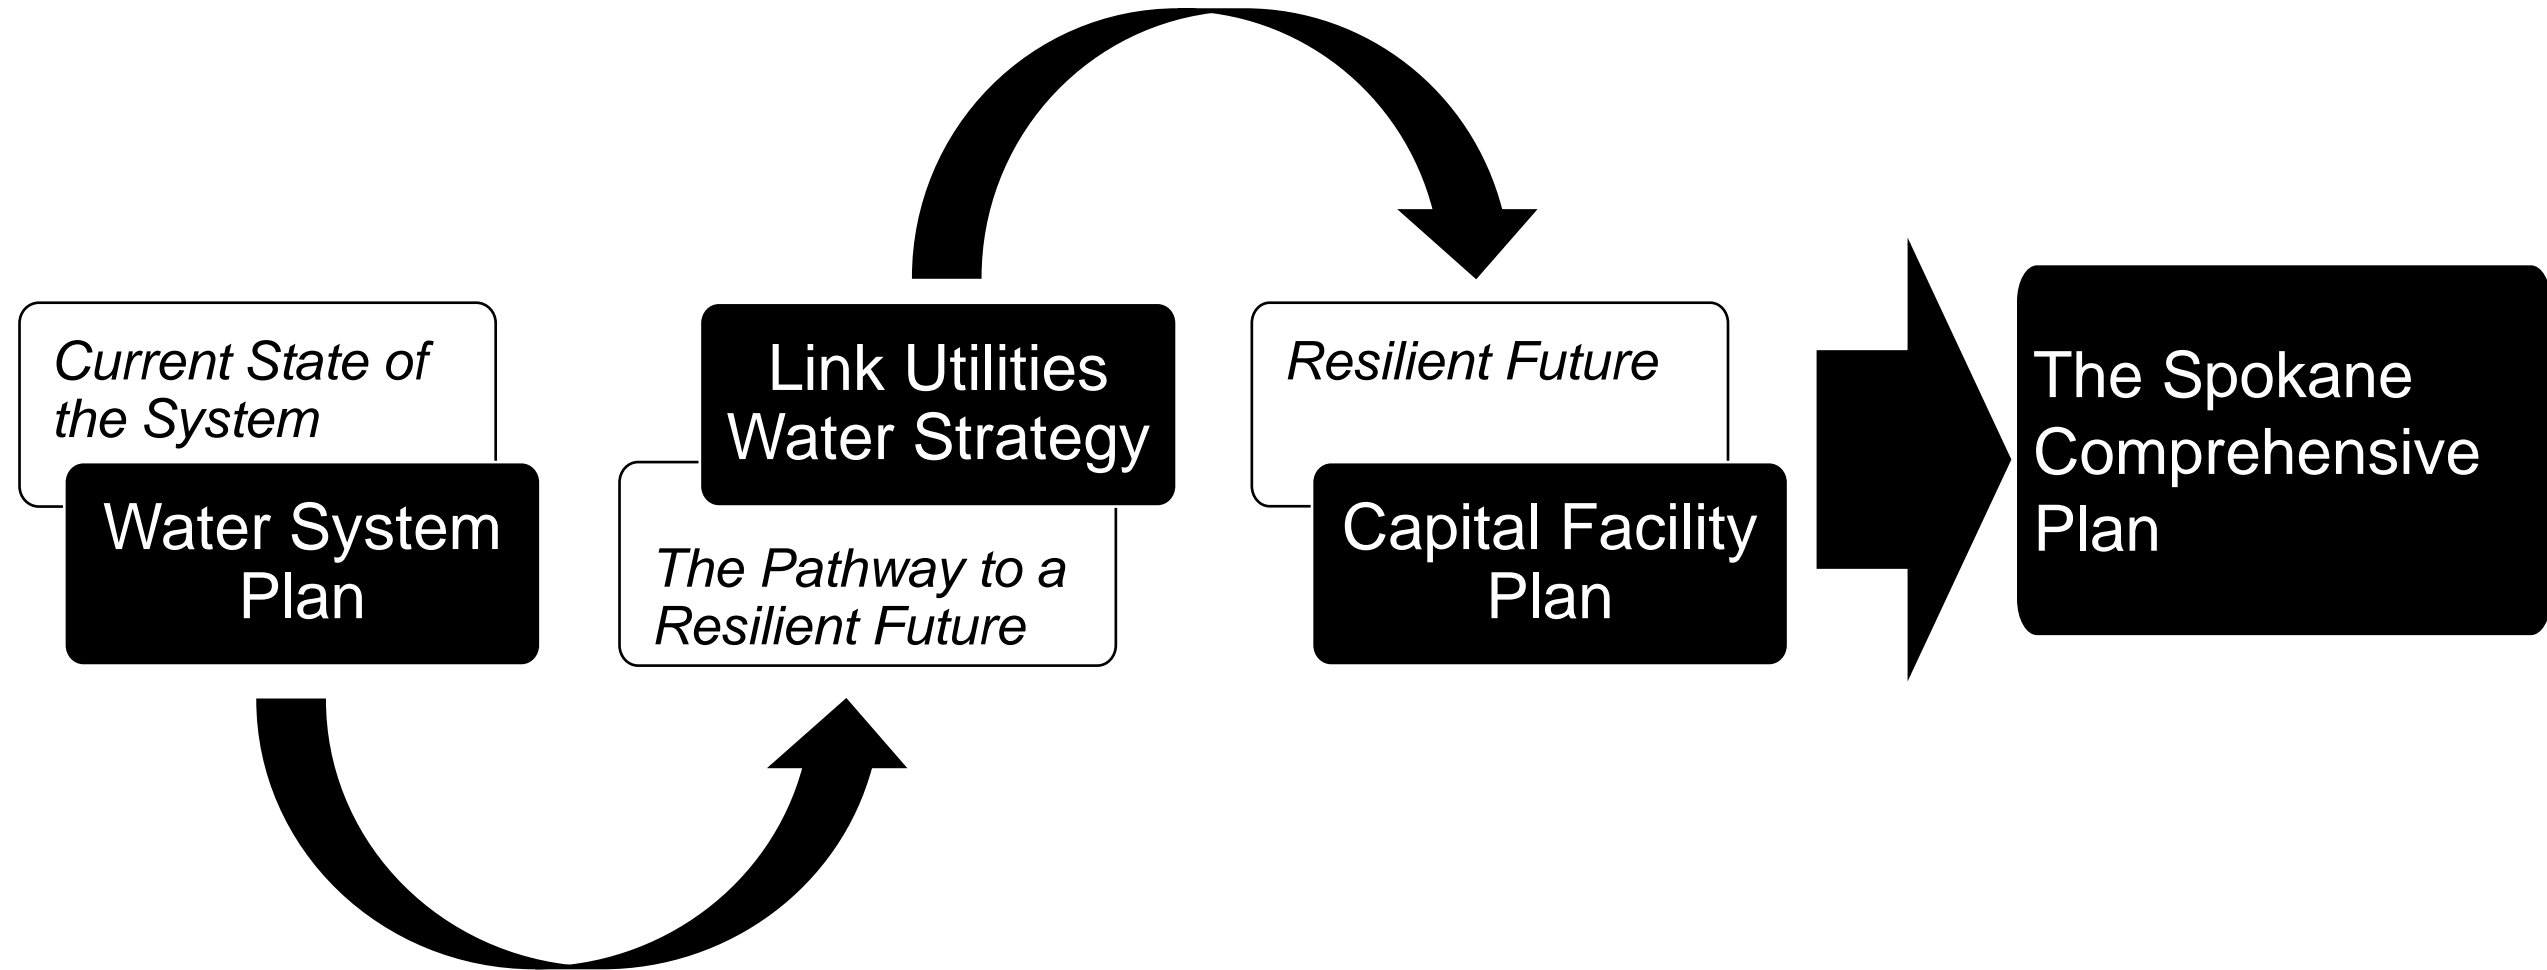 Current State of
the System
Water System
Plan
Link Utilities
Water Strategy
The Pathway to a
Resilient Future
Resilient Future
Capital Facility
Plan
The Spokane
Comprehensive
Plan